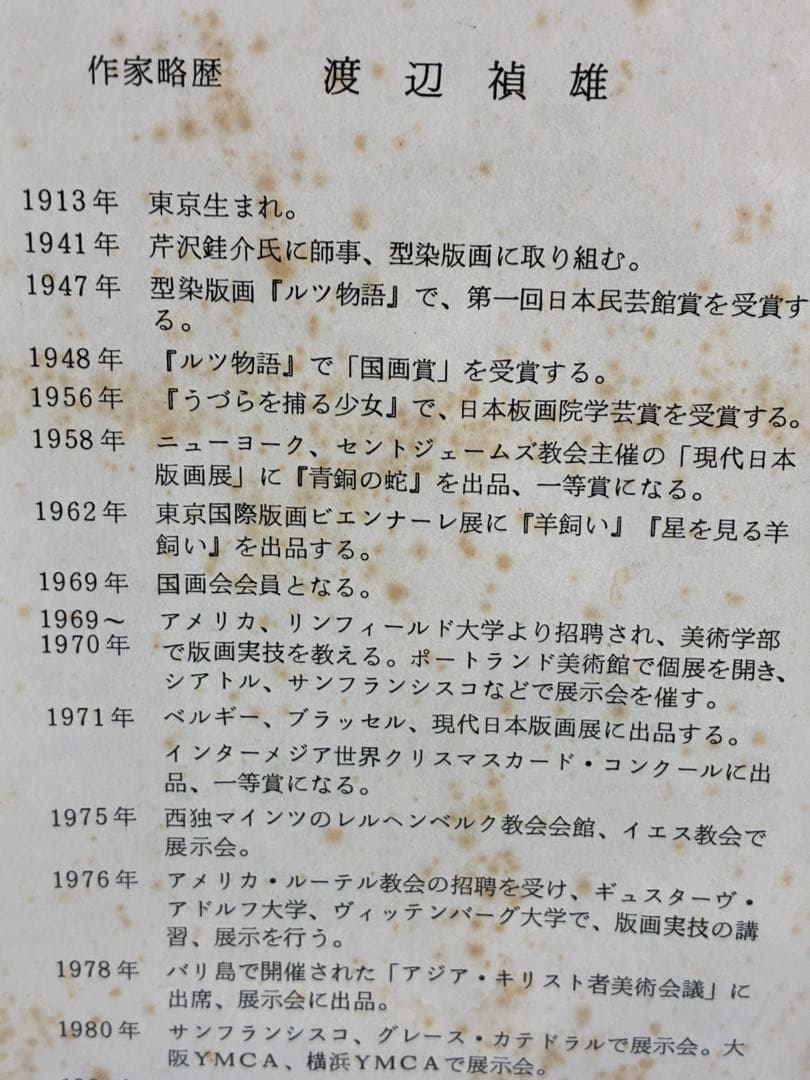 作家略歴 渡辺禎雄
1913年 東京生まれ。
1941年 芹沢銈介氏に師事、型染版画に取り組む。
1947年 型染版画『ルツ物語』で、第一回日本民芸館賞を受賞す
る。
1948年 『ルツ物語』で「国画賞」を受賞する。
1956年 『うづらを捕る少女』で、日本板画院学芸賞を受賞する。
1958年 ニューヨーク、セントジェームズ教会主催の「現代日本
版画展」に『青銅の蛇』を出品、一等賞になる。
1962年 東京国際版画ビエンナーレ展に『羊飼い』『星を見る羊
飼い』を出品する。
1969年 国画会会員となる。
1969〜 アメリカ、リンフィールド大学より招聘され、美術学部
1970年 で版画実技を教える。ポートランド美術館で個展を開き、
シアトル、サンフランシスコなどで展示会を催す。
1971年 ベルギー、ブラッセル、現代日本版画展に出品する。
インターメジア世界クリスマスカード・コンクールに出
品、一等賞になる。
1975年 西独マインツのレルヘンベルク教会会館、イエス教会で
展示会。
1976年 アメリカ・ルーテル教会の招聘を受け、ギュスターヴ・
アドルフ大学、ヴィッテンバーグ大学で、版画実技の講
習、展示を行う。
1978年 バリ島で開催された「アジア・キリスト者美術会議」に
出席、展示会に出品。
1980年 サンフランシスコ、グレース・カテドラルで展示会。大
阪YMCA、横浜YMCAで展示会。